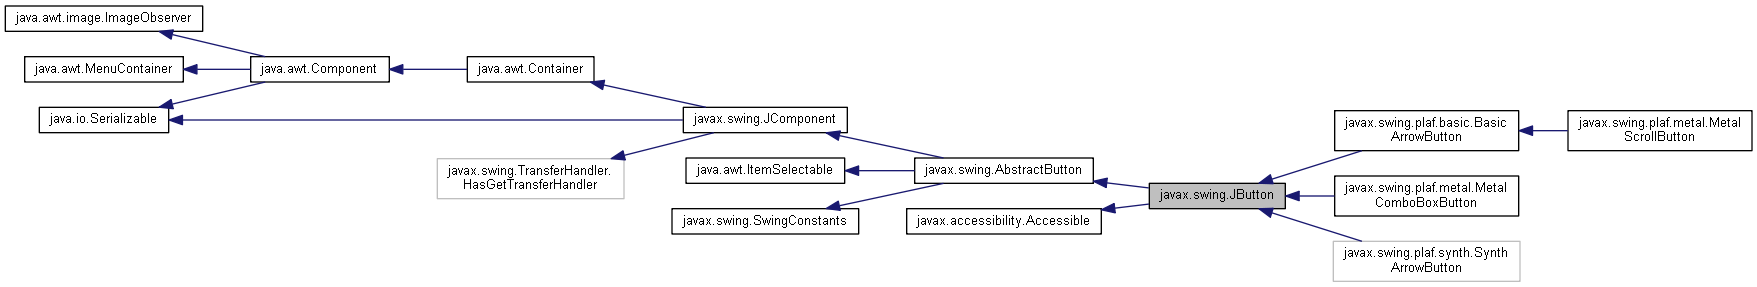 java.awt.image.ImageObserver
java.awt.MenuContainer
java.awt.Component
java.awt.Container
java.io.Serializable
javax.swing.JComponent
javax.swing.TransferHandler.
HasGetTransferHandler
java.awt.ItemSelectable
javax.swing.AbstractButton
javax.swing.SwingConstants
javax.accessibility.Accessible
javax.swing.JButton
javax.swing.plaf.basic.Basic
ArrowButton
javax.swing.plaf.metal.Metal
ScrollButton
javax.swing.plaf.metal.Metal
ComboBoxButton
javax.swing.plaf.synth.Synth
ArrowButton